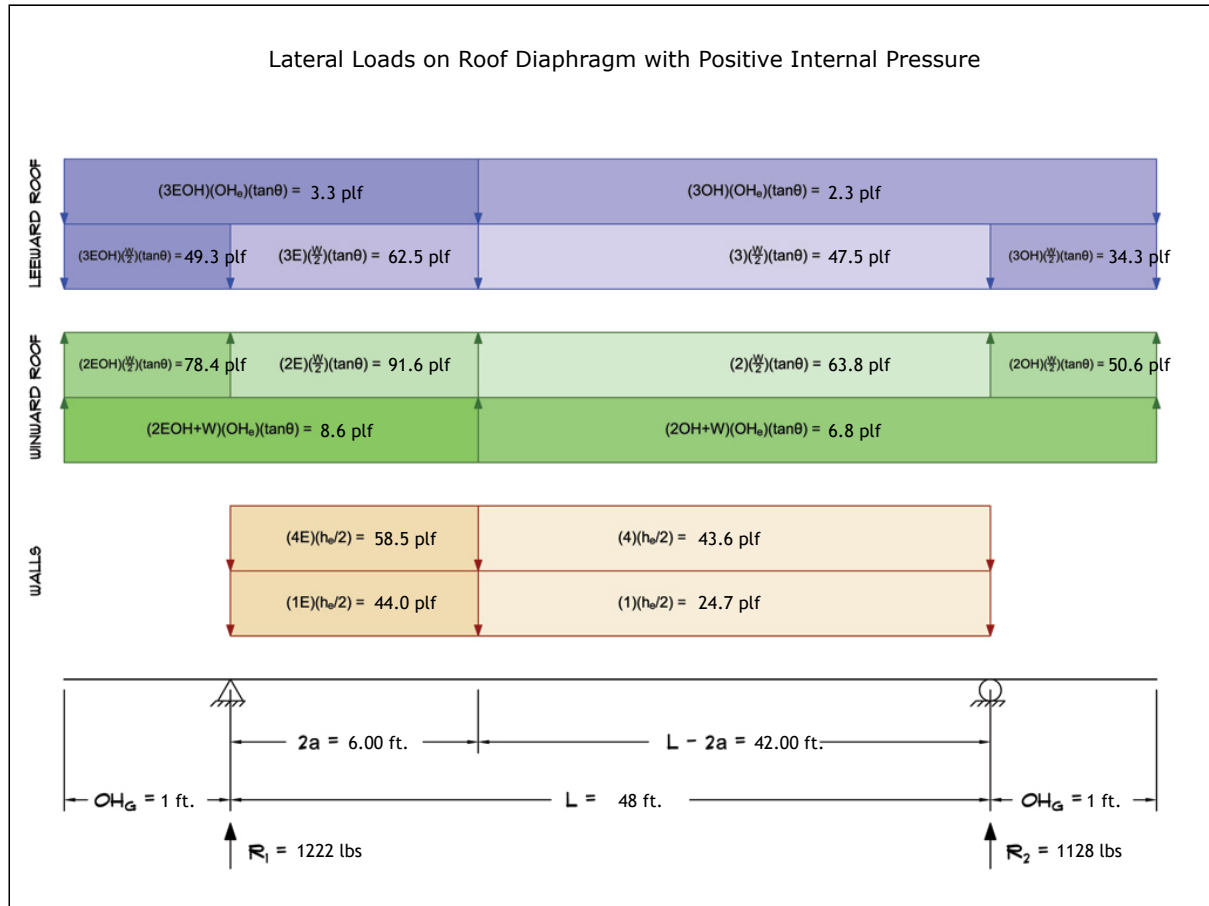 Lateral Loads on Roof Diaphragm with Positive Internal Pressure
LEEWARD ROOF
(3EOH)(OHₑ)(tanθ) = 3.3 plf
(3OH)(OHₑ)(tanθ) = 2.3 plf
(3EOH)(W/2)(tanθ) = 49.3 plf
(3E)(W/2)(tanθ) = 62.5 plf
(3)(W/2)(tanθ) = 47.5 plf
(3OH)(W/2)(tanθ) = 34.3 plf
WINWARD ROOF
(2EOH)(W/2)(tanθ) = 78.4 plf
(2E)(W/2)(tanθ) = 91.6 plf
(2)(W/2)(tanθ) = 63.8 plf
(2OH)(W/2)(tanθ) = 50.6 plf
(2EOH+W)(OHₑ)(tanθ) = 8.6 plf
(2OH+W)(OHₑ)(tanθ) = 6.8 plf
WALLS
(4E)(hₑ/2) = 58.5 plf
(4)(hₑ/2) = 43.6 plf
(1E)(hₑ/2) = 44.0 plf
(1)(hₑ/2) = 24.7 plf
2a = 6.00 ft.
L - 2a = 42.00 ft.
OH_G = 1 ft.
L = 48 ft.
OH_G = 1 ft.
R₁ = 1222 lbs
R₂ = 1128 lbs